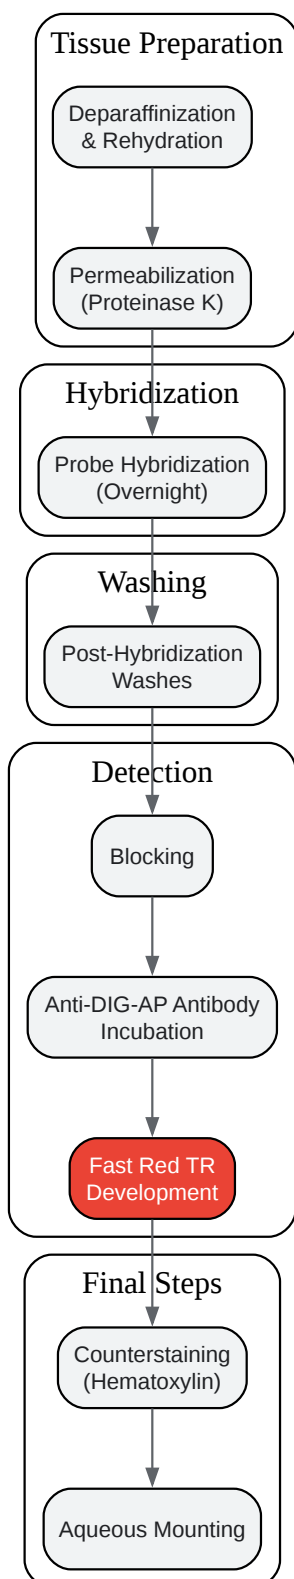 Tissue Preparation
Deparaffinization
& Rehydration
Permeabilization
(Proteinase K)
Hybridization
Probe Hybridization
(Overnight)
Washing
Post-Hybridization
Washes
Detection
Blocking
Anti-DIG-AP Antibody
Incubation
Fast Red TR
Development
Final Steps
Counterstaining
(Hematoxylin)
Aqueous Mounting